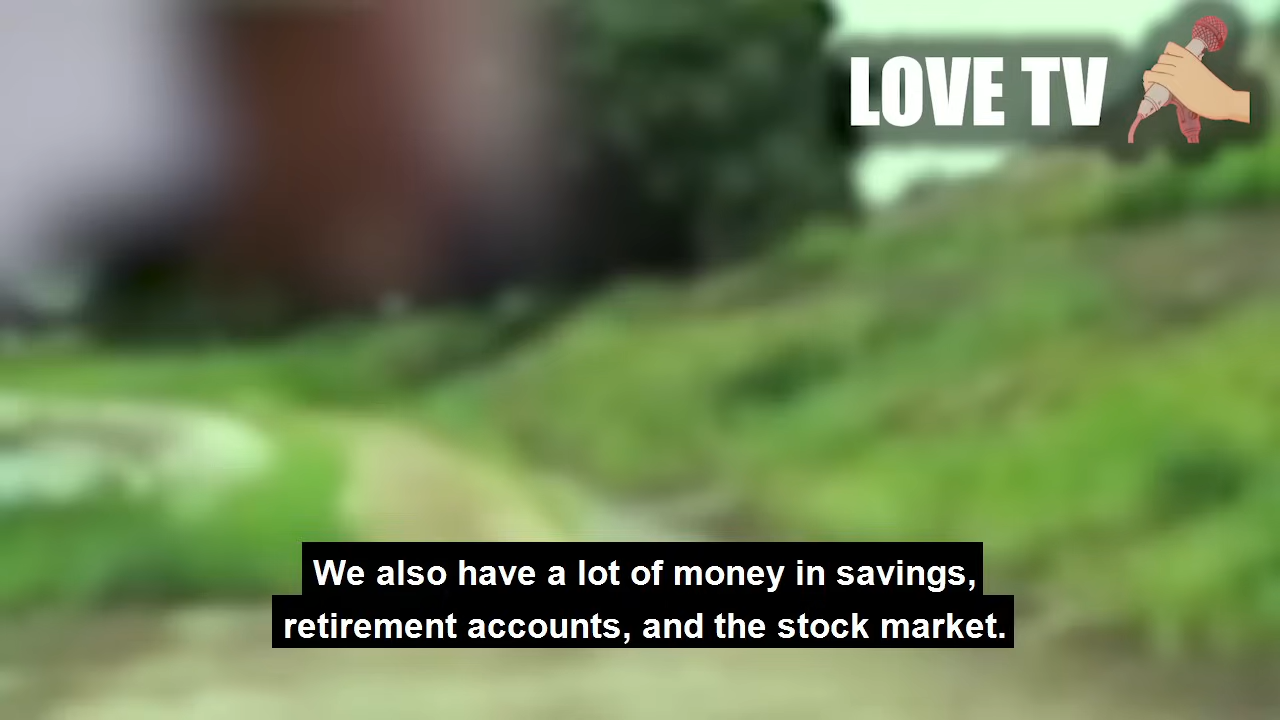 LOVE TV
We also have a lot of money in savings,
retirement accounts, and the stock market.